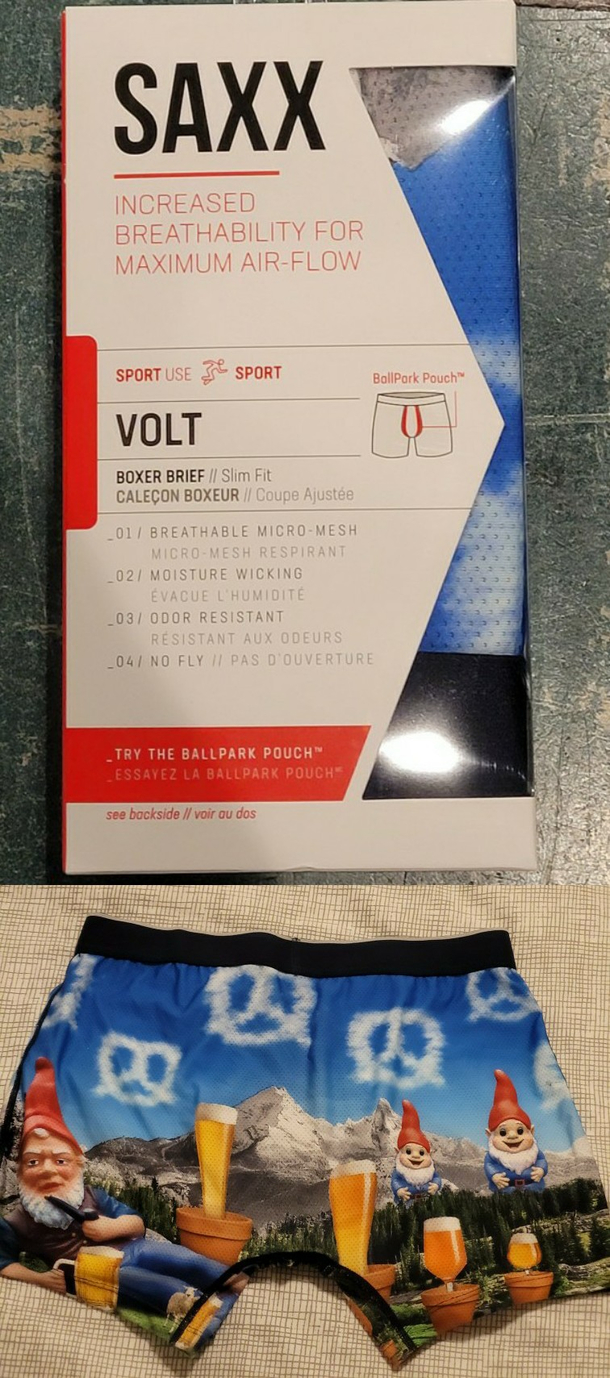 SAXX
INCREASED
BREATHABILITY FOR
MAXIMUM AIR-FLOW
SPORT USE SPORT
BallPark Pouch™
VOLT
BOXER BRIEF // Slim Fit
CALEÇON BOXEUR // Coupe Ajustée
_01/ BREATHABLE MICRO-MESH
MICRO-MESH RESPIRANT
_02/ MOISTURE WICKING
ÉVACUE L'HUMIDITÉ
_03/ ODOR RESISTANT
RÉSISTANT AUX ODEURS
_04/ NO FLY // PAS D'OUVERTURE
_TRY THE BALLPARK POUCH™
_ESSAYEZ LA BALLPARK POUCHᴹᶜ
see backside // voir au dos